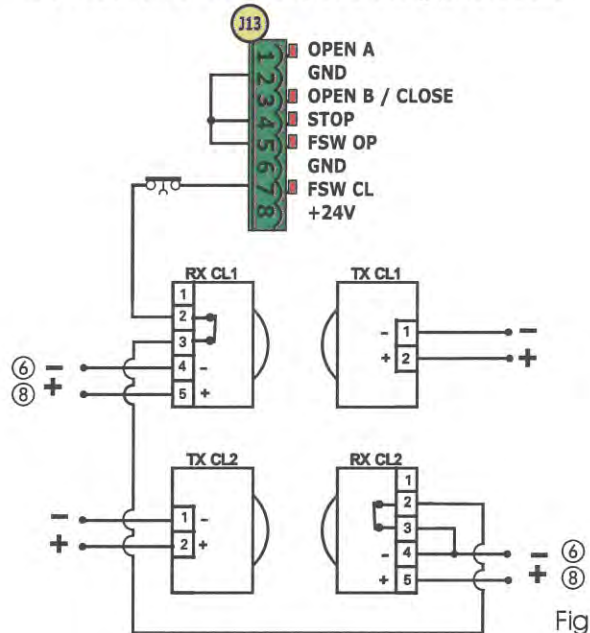 J13
1 OPEN A
2 GND
3 OPEN B / CLOSE
4 STOP
5 FSW OP
6 GND
7 FSW CL
8 +24V
RX CL1
TX CL1
1
2
3
⑥ - 4 -
⑧ + 5 +
- 1 -
+ 2 +
TX CL2
RX CL2
- 1 -
+ 2 +
1
2
3
- 4 - ⑥
+ 5 + ⑧
Fig